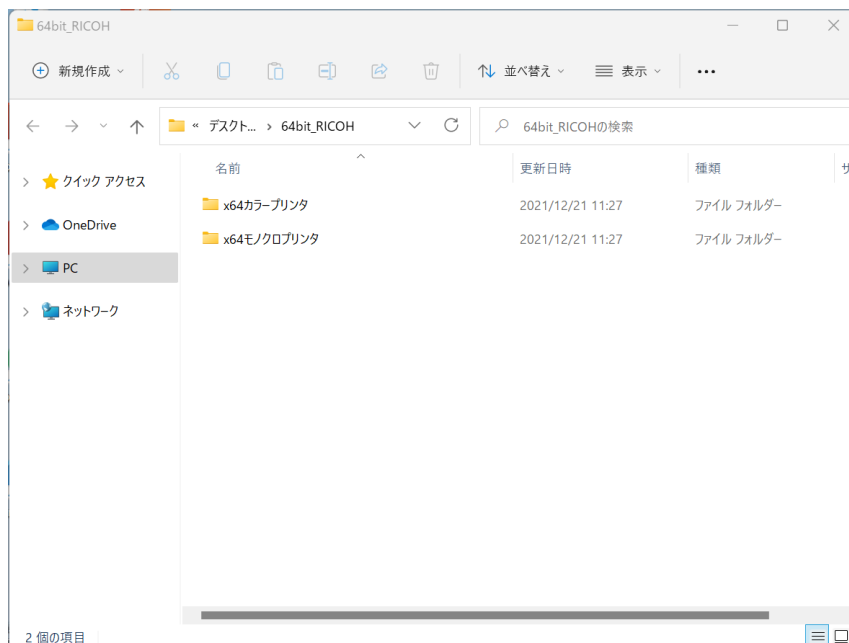 64bit_RICOH
新規作成
並べ替え
表示
« デスクト... › 64bit_RICOH
64bit_RICOHの検索
名前 更新日時 種類 サ
クイック アクセス
x64カラープリンタ 2021/12/21 11:27 ファイル フォルダー
OneDrive
x64モノクロプリンタ 2021/12/21 11:27 ファイル フォルダー
PC
ネットワーク
2 個の項目